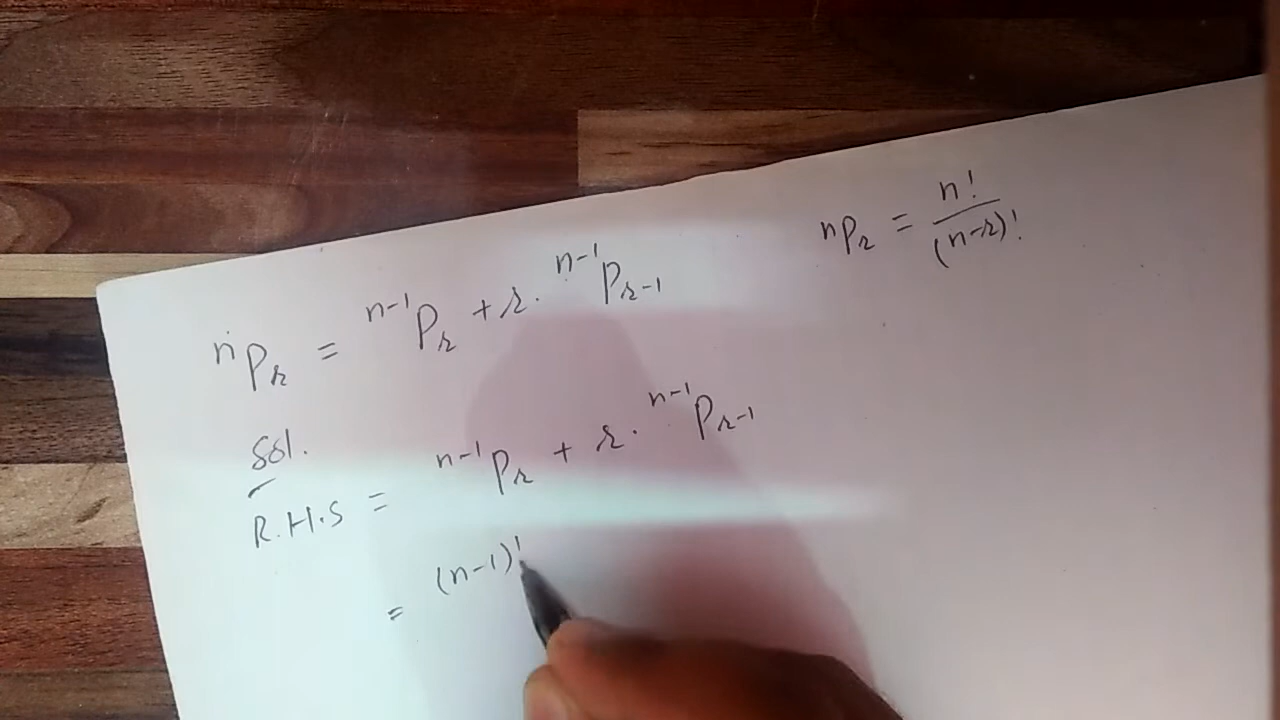 ⁿPᵣ = n! / (n-r)!
ⁿPᵣ = ⁿ⁻¹Pᵣ + r. ⁿ⁻¹Pᵣ₋₁
Sol.
R.H.S = ⁿ⁻¹Pᵣ + r. ⁿ⁻¹Pᵣ₋₁
= (n-1)!